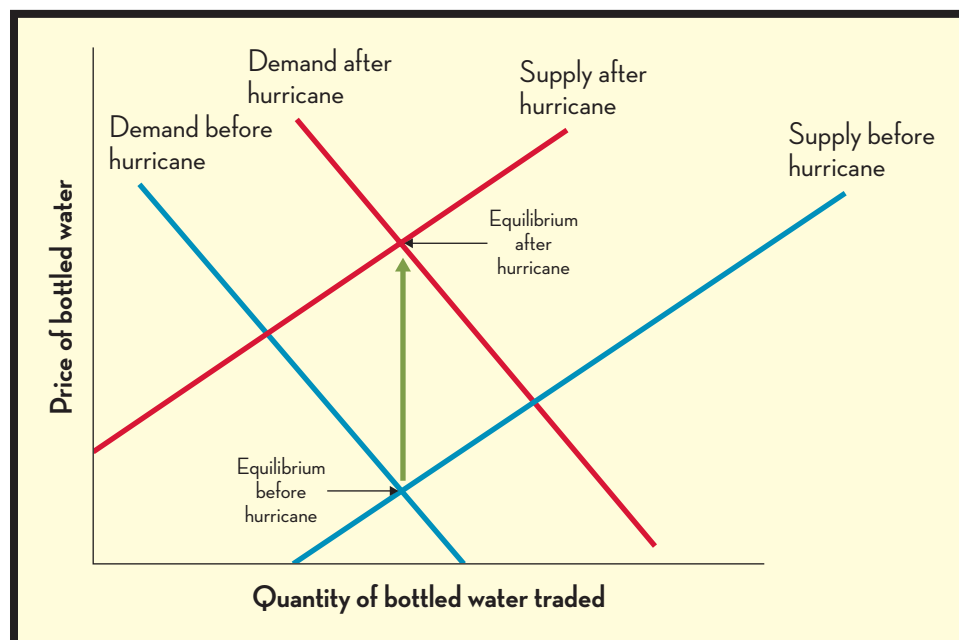 Demand after
hurricane
Supply after
hurricane
Demand before
hurricane
Supply before
hurricane
Price of bottled water
Equilibrium
after
hurricane
Equilibrium
before
hurricane
Quantity of bottled water traded